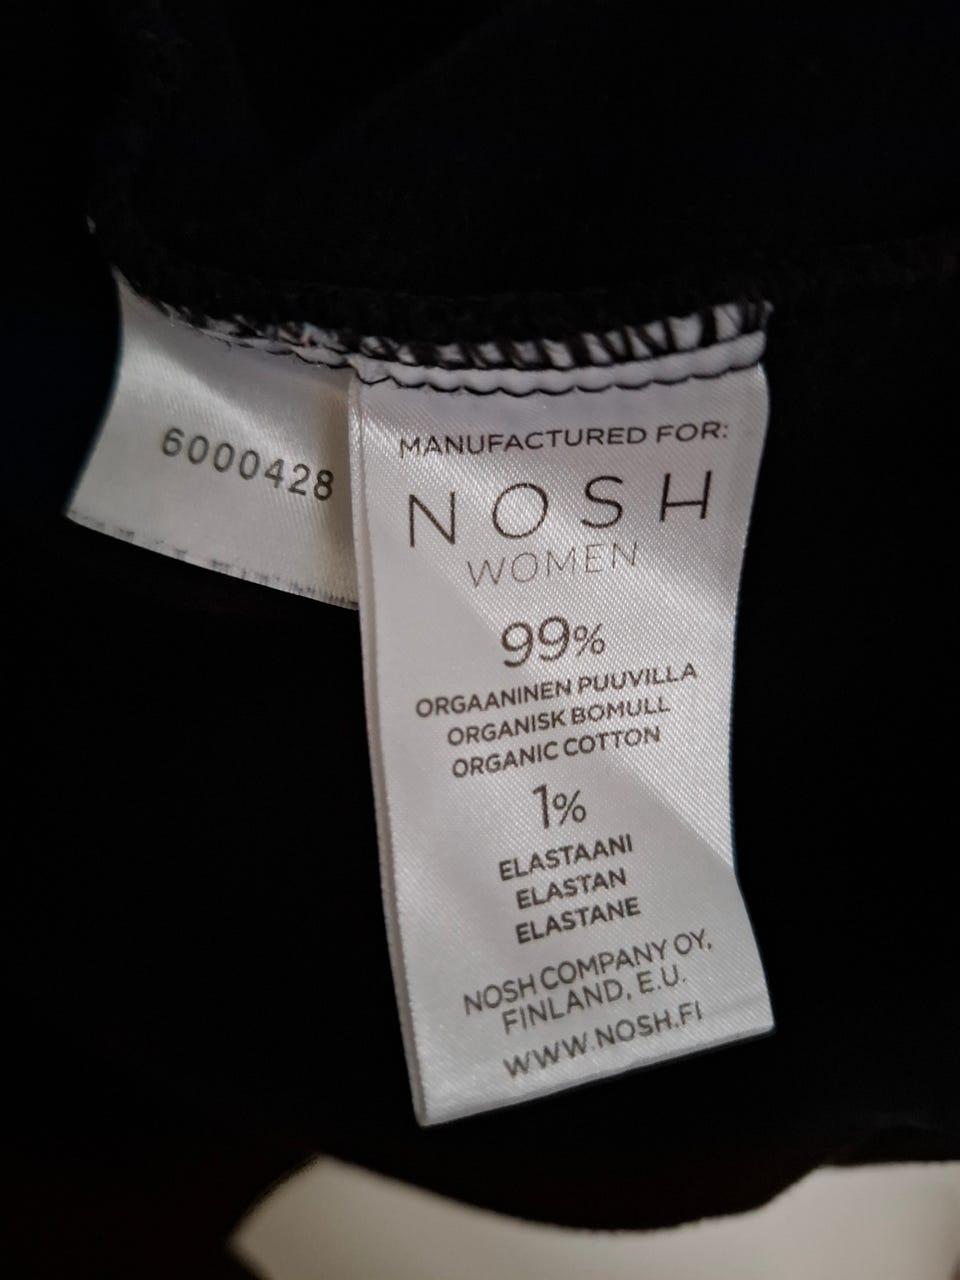 6000428
MANUFACTURED FOR:
NOSH
WOMEN
99%
ORGAANINEN PUUVILLA
ORGANISK BOMULL
ORGANIC COTTON
1%
ELASTAANI
ELASTAN
ELASTANE
NOSH COMPANY OY,
FINLAND, E.U.
WWW.NOSH.FI